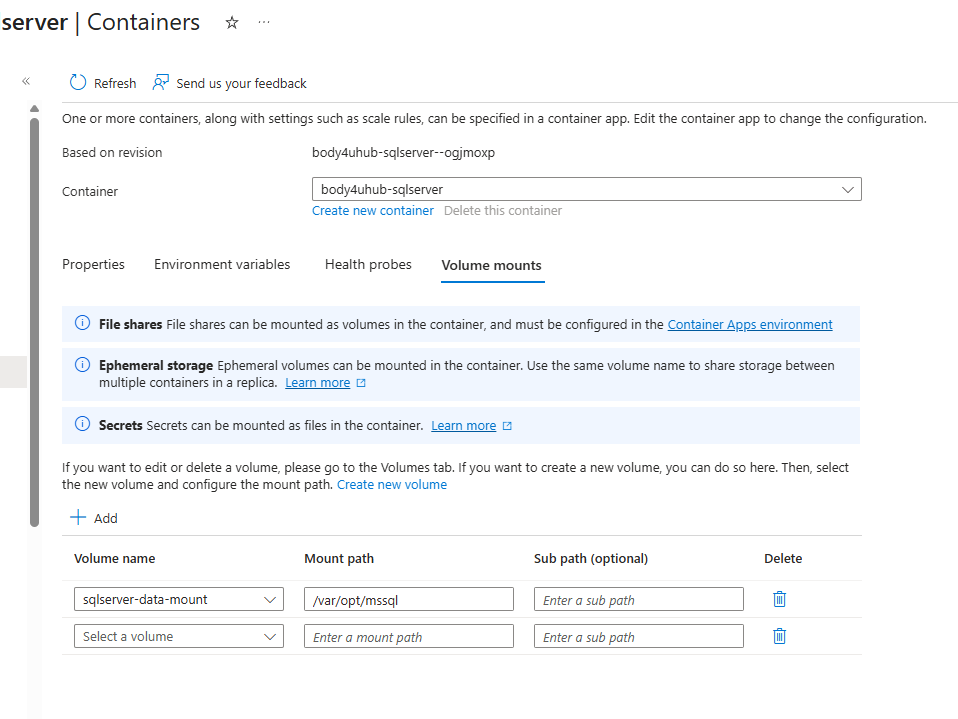 server | Containers
Refresh Send us your feedback
One or more containers, along with settings such as scale rules, can be specified in a container app. Edit the container app to change the configuration.
Based on revision body4uhub-sqlserver--ogjmoxp
Container body4uhub-sqlserver
Create new container Delete this container
Properties Environment variables Health probes Volume mounts
File shares File shares can be mounted as volumes in the container, and must be configured in the Container Apps environment
Ephemeral storage Ephemeral volumes can be mounted in the container. Use the same volume name to share storage between
multiple containers in a replica. Learn more
Secrets Secrets can be mounted as files in the container. Learn more
If you want to edit or delete a volume, please go to the Volumes tab. If you want to create a new volume, you can do so here. Then, select
the new volume and configure the mount path. Create new volume
Add
Volume name Mount path Sub path (optional) Delete
sqlserver-data-mount /var/opt/mssql Enter a sub path
Select a volume Enter a mount path Enter a sub path